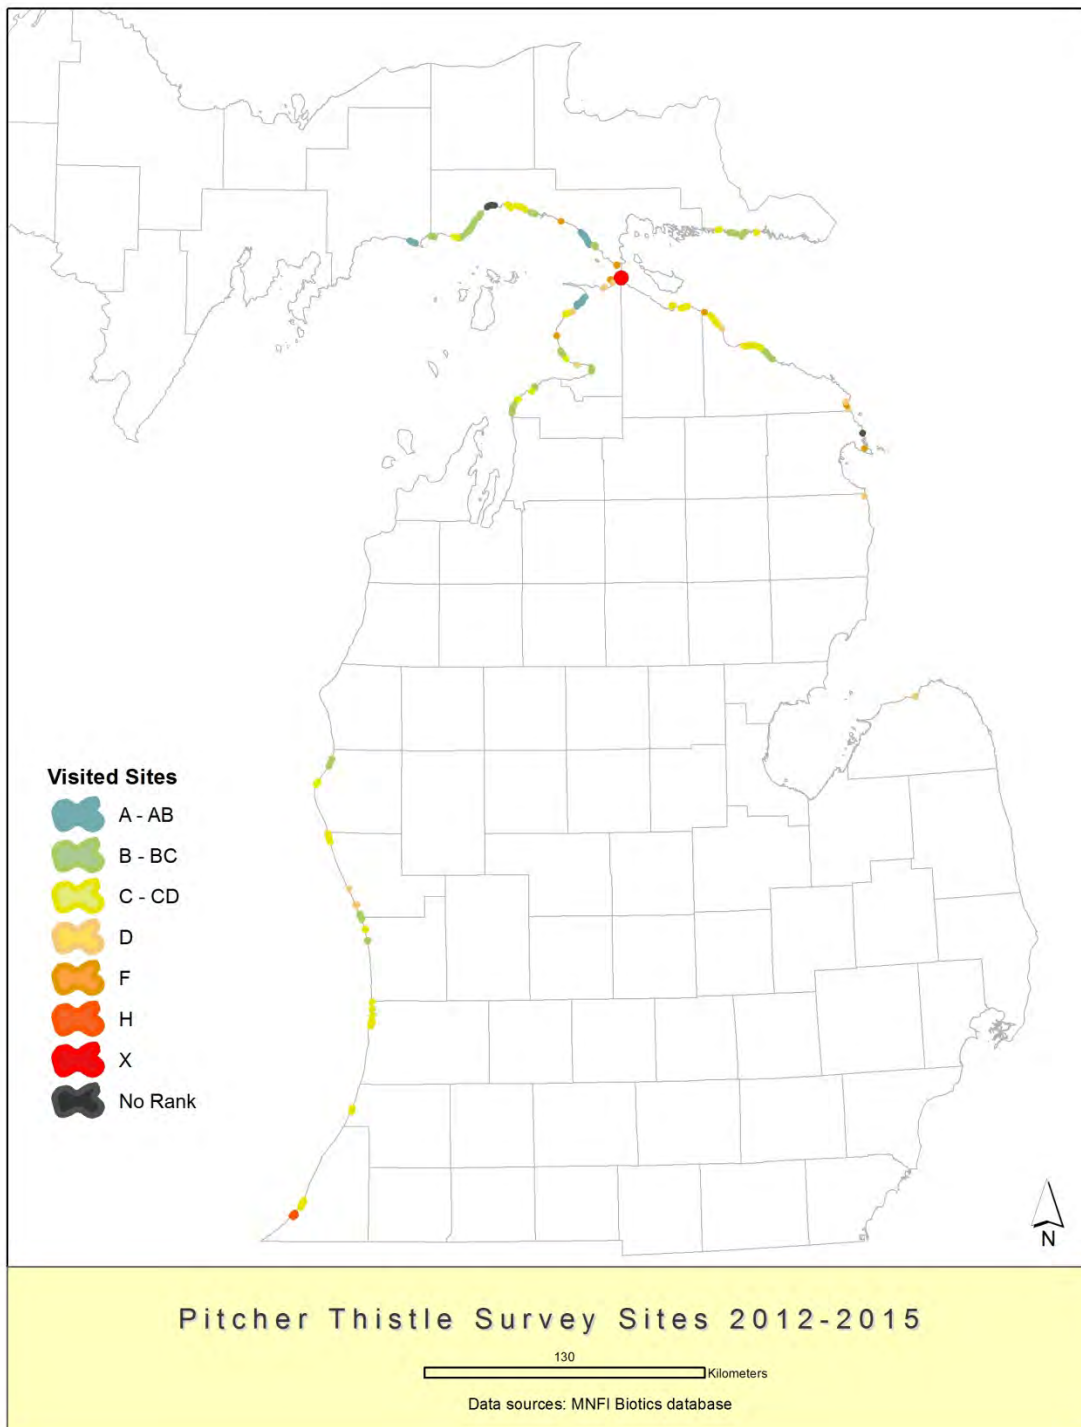 Visited Sites
A - AB
B - BC
C - CD
D
F
H
X
No Rank
N
Pitcher Thistle Survey Sites 2012-2015
130
Kilometers
Data sources: MNFI Biotics database